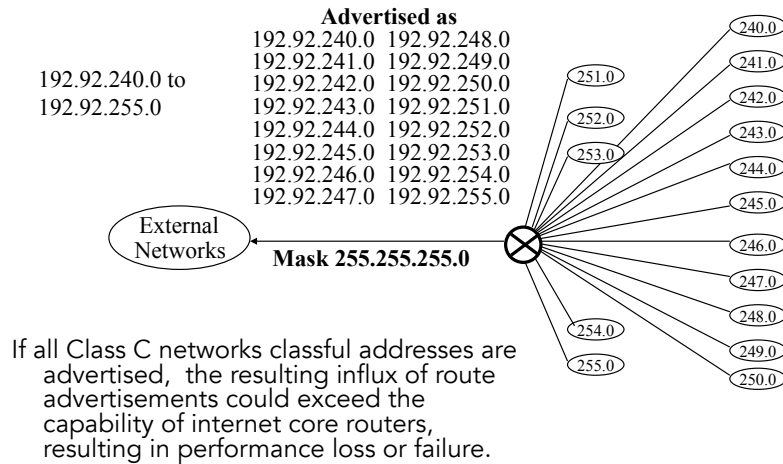 Advertised as
192.92.240.0 192.92.248.0
192.92.241.0 192.92.249.0
192.92.242.0 192.92.250.0
192.92.243.0 192.92.251.0
192.92.244.0 192.92.252.0
192.92.245.0 192.92.253.0
192.92.246.0 192.92.254.0
192.92.247.0 192.92.255.0
192.92.240.0 to
192.92.255.0
External
Networks
Mask 255.255.255.0
251.0
252.0
253.0
254.0
255.0
240.0
241.0
242.0
243.0
244.0
245.0
246.0
247.0
248.0
249.0
250.0
If all Class C networks classful addresses are
advertised, the resulting influx of route
advertisements could exceed the
capability of internet core routers,
resulting in performance loss or failure.